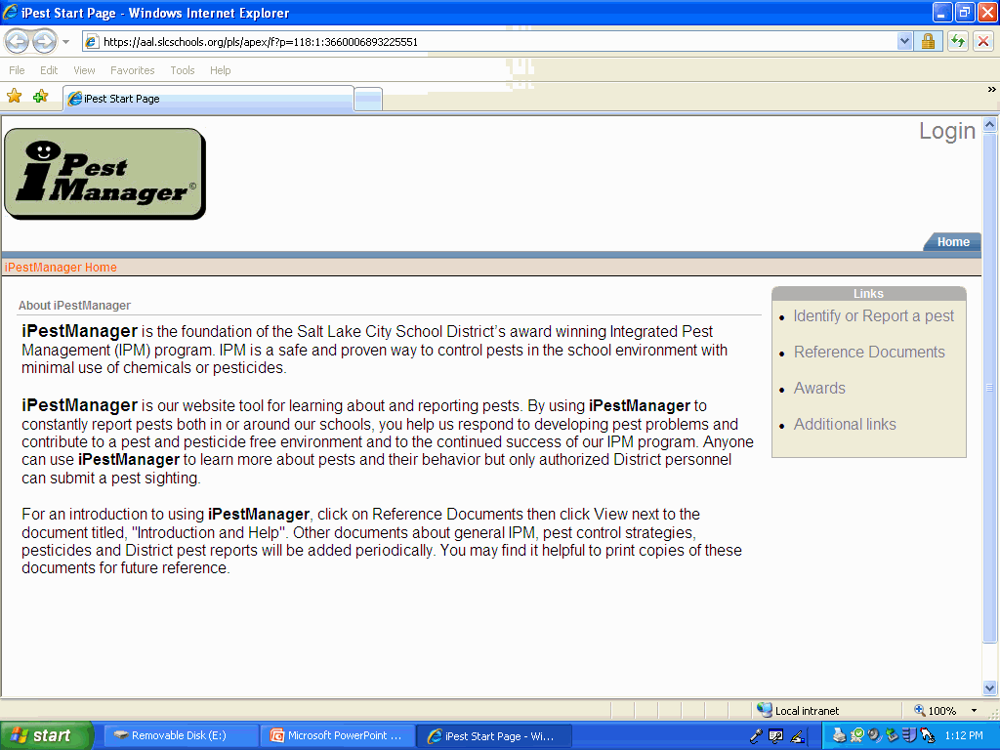 iPest Start Page - Windows Internet Explorer
https://aal.slcschools.org/pls/apex/f?p=118:1:3660006893225551
File Edit View Favorites Tools Help
iPest Start Page
»
Login
i Pest
Manager©
Home
iPestManager Home
About iPestManager
iPestManager is the foundation of the Salt Lake City School District's award winning Integrated Pest
Management (IPM) program. IPM is a safe and proven way to control pests in the school environment with
minimal use of chemicals or pesticides.
iPestManager is our website tool for learning about and reporting pests. By using iPestManager to
constantly report pests both in or around our schools, you help us respond to developing pest problems and
contribute to a pest and pesticide free environment and to the continued success of our IPM program. Anyone
can use iPestManager to learn more about pests and their behavior but only authorized District personnel
can submit a pest sighting.
For an introduction to using iPestManager, click on Reference Documents then click View next to the
document titled, "Introduction and Help". Other documents about general IPM, pest control strategies,
pesticides and District pest reports will be added periodically. You may find it helpful to print copies of these
documents for future reference.
Links
• Identify or Report a pest
• Reference Documents
• Awards
• Additional links
Local intranet
100%
start
Removable Disk (E:)
Microsoft PowerPoint ...
iPest Start Page - Wi...
1:12 PM